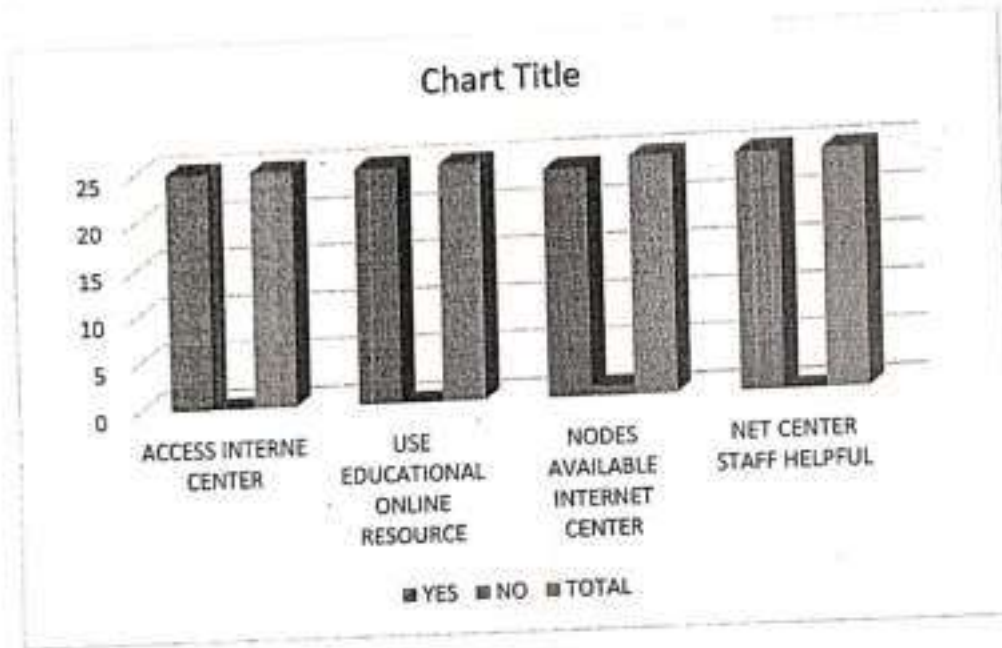 Chart Title
25
20
15
10
5
0
ACCESS INTERNE
CENTER
USE
EDUCATIONAL
ONLINE
RESOURCE
NODES
AVAILABLE
INTERNET
CENTER
NET CENTER
STAFF HELPFUL
YES NO TOTAL